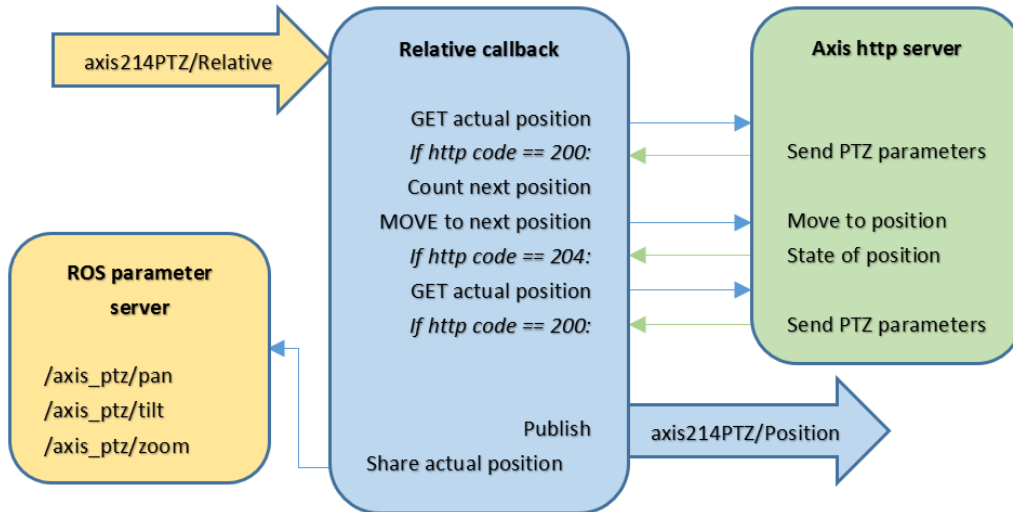 axis214PTZ/Relative
Relative callback
GET actual position
If http code == 200:
Count next position
MOVE to next position
If http code == 204:
GET actual position
If http code == 200:
Publish
Share actual position
Axis http server
Send PTZ parameters
Move to position
State of position
Send PTZ parameters
ROS parameter
server
/axis_ptz/pan
/axis_ptz/tilt
/axis_ptz/zoom
axis214PTZ/Position